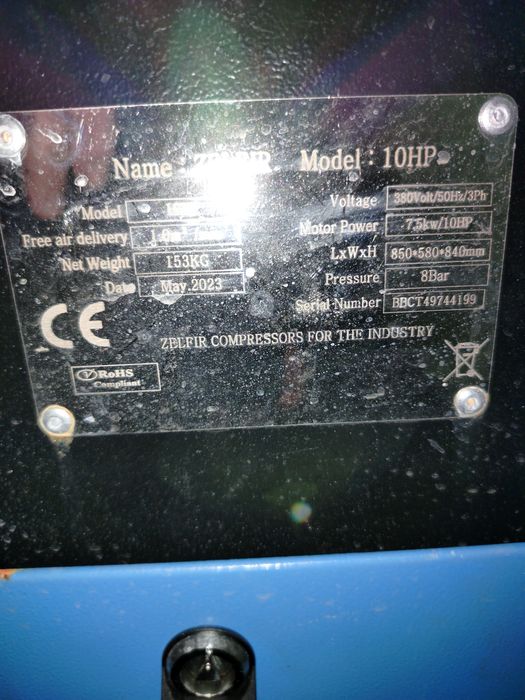 Name : Model : 10HP
Model
Voltage 380Volt/50Hz/3Ph
Free air delivery
Motor Power 7.5kw/10HP
Net Weight 153KG
LxWxH 850*580*840mm
Date May.2023
Pressure 8Bar
Serial Number BBCT49744199
CE
ZELFIR COMPRESSORS FOR THE INDUSTRY
RoHS
Compliant